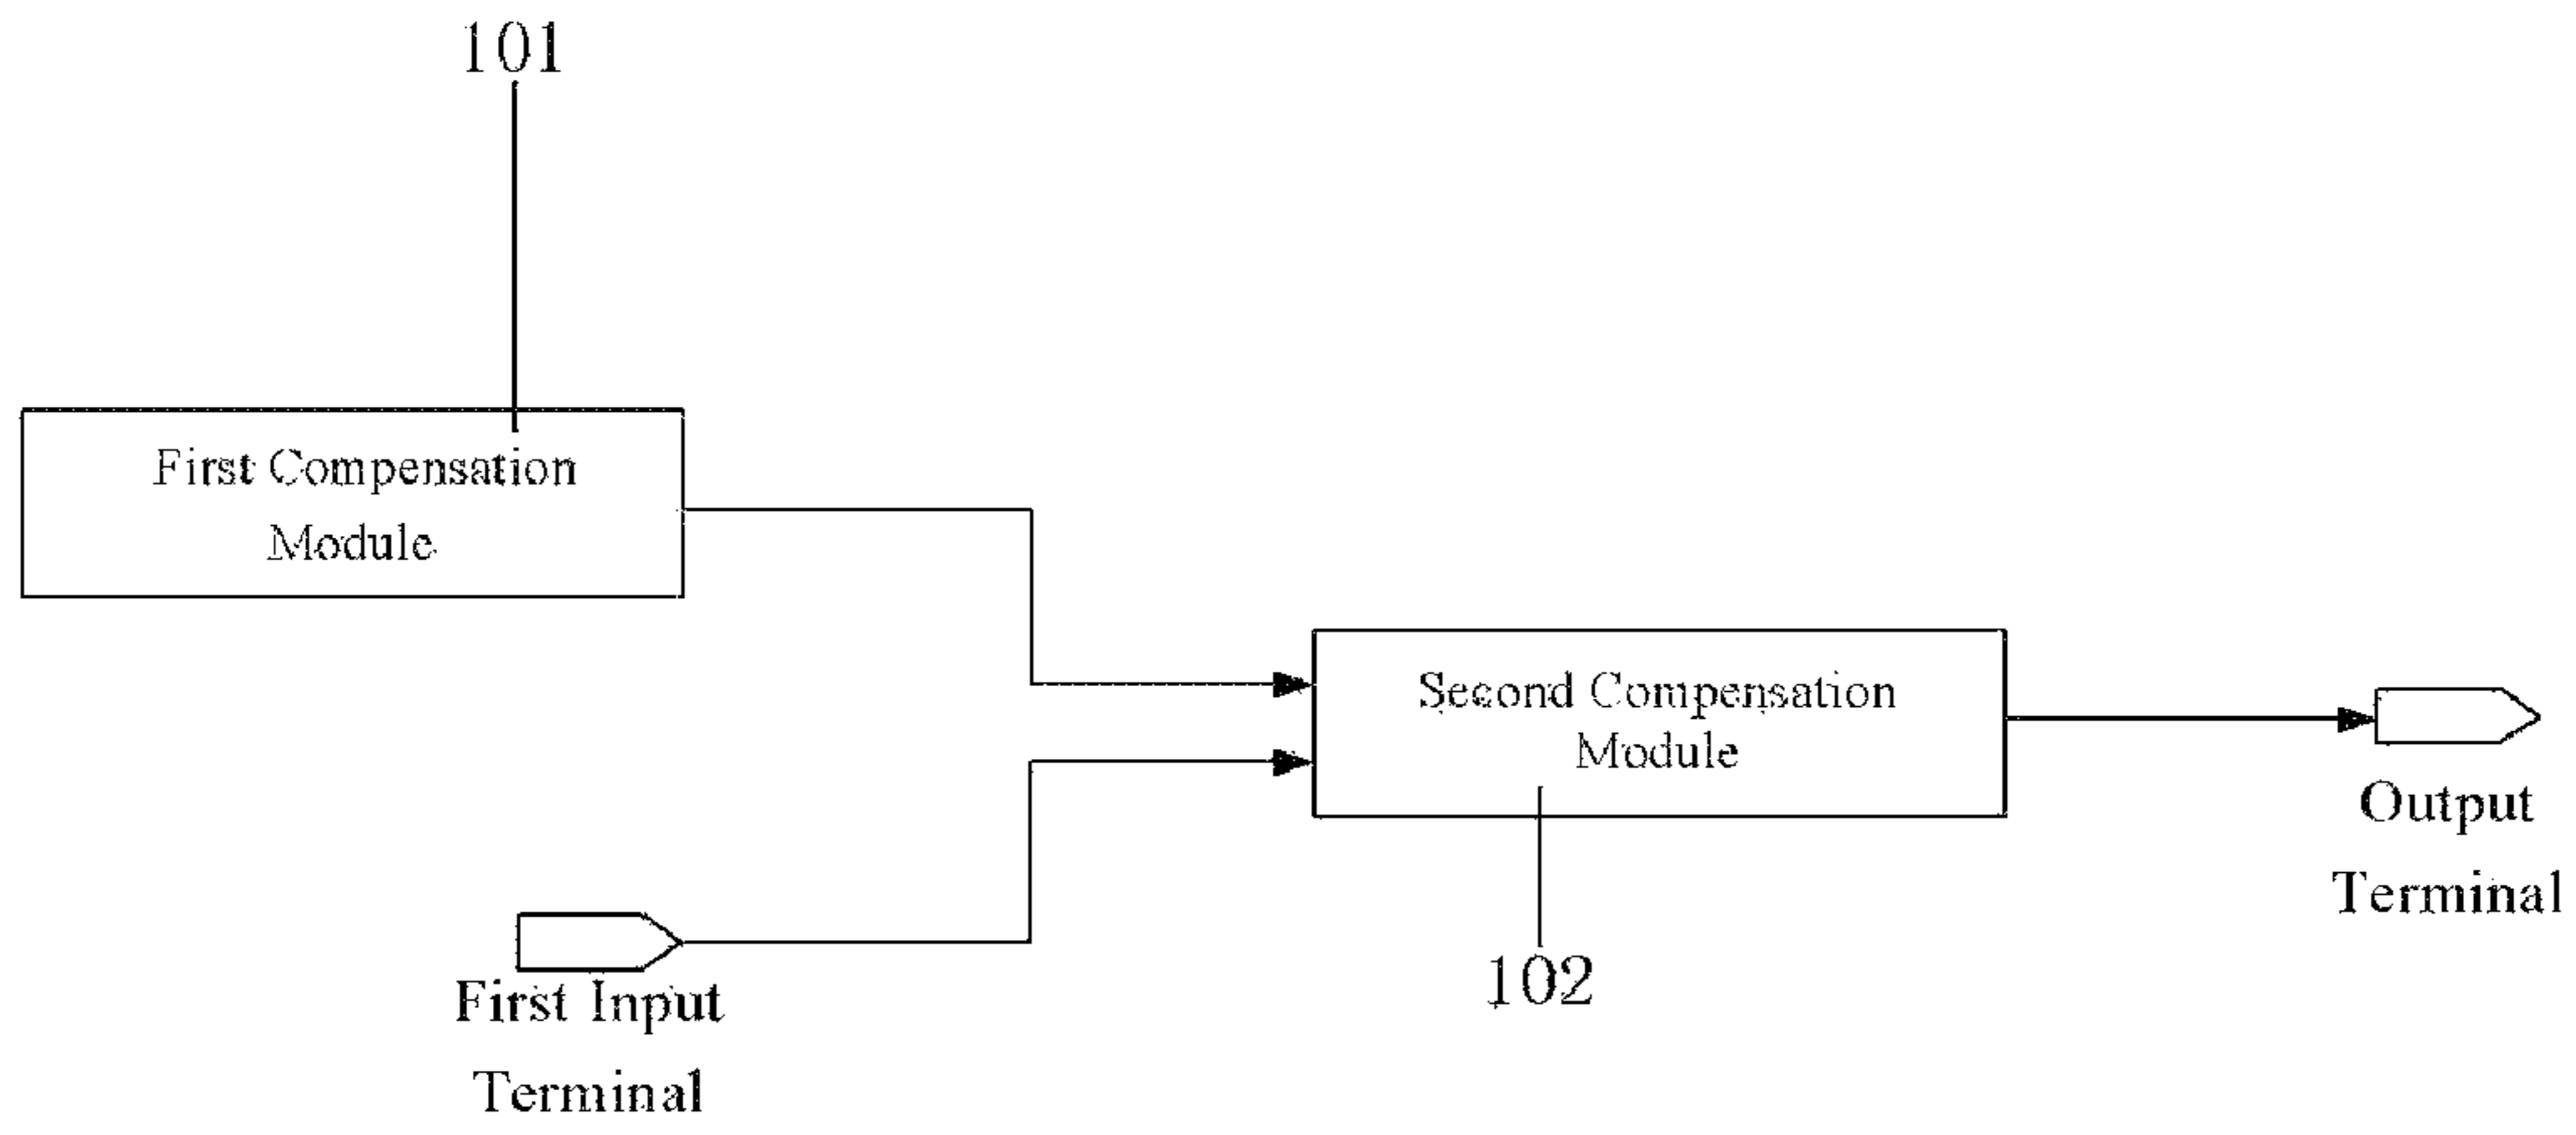 101
First Compensation
Module
Second Compensation
Module
Output
Terminal
102
First Input
Terminal